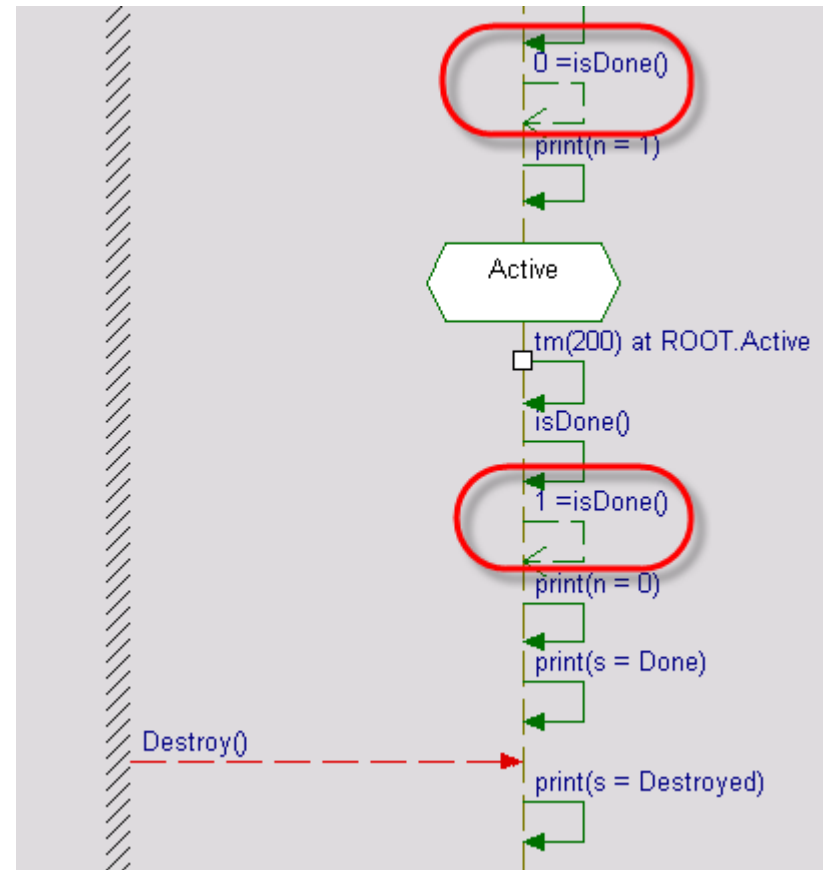 0 =isDone()
print(n = 1)
Active
tm(200) at ROOT.Active
isDone()
1 =isDone()
print(n = 0)
print(s = Done)
Destroy()
print(s = Destroyed)